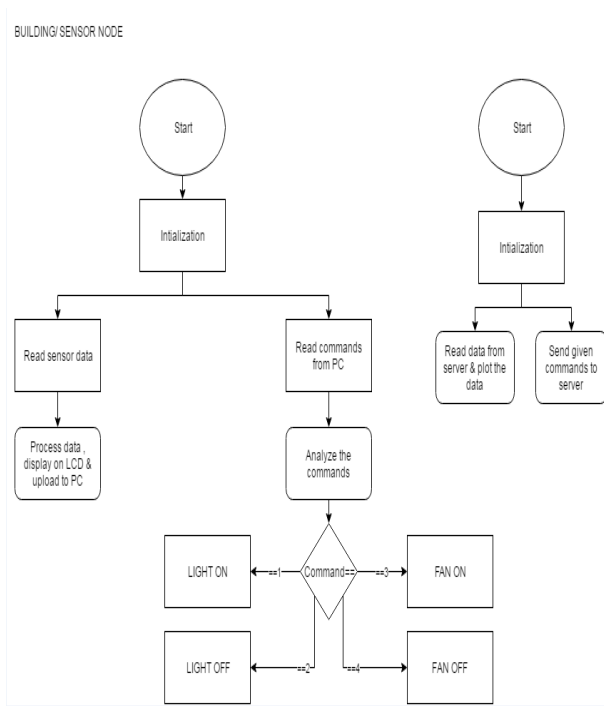 BUILDING/ SENSOR NODE
Start
Intialization
Read sensor data
Process data ,
display on LCD &
upload to PC
Read commands
from PC
Analyze the
commands
Command==
==1
LIGHT ON
==3
FAN ON
==2
LIGHT OFF
==4
FAN OFF
Start
Intialization
Read data from
server & plot the
data
Send given
commands to
server